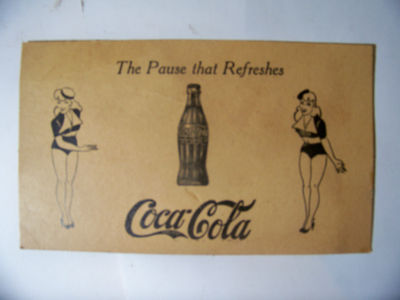 The Pause that Refreshes
Coca-Cola